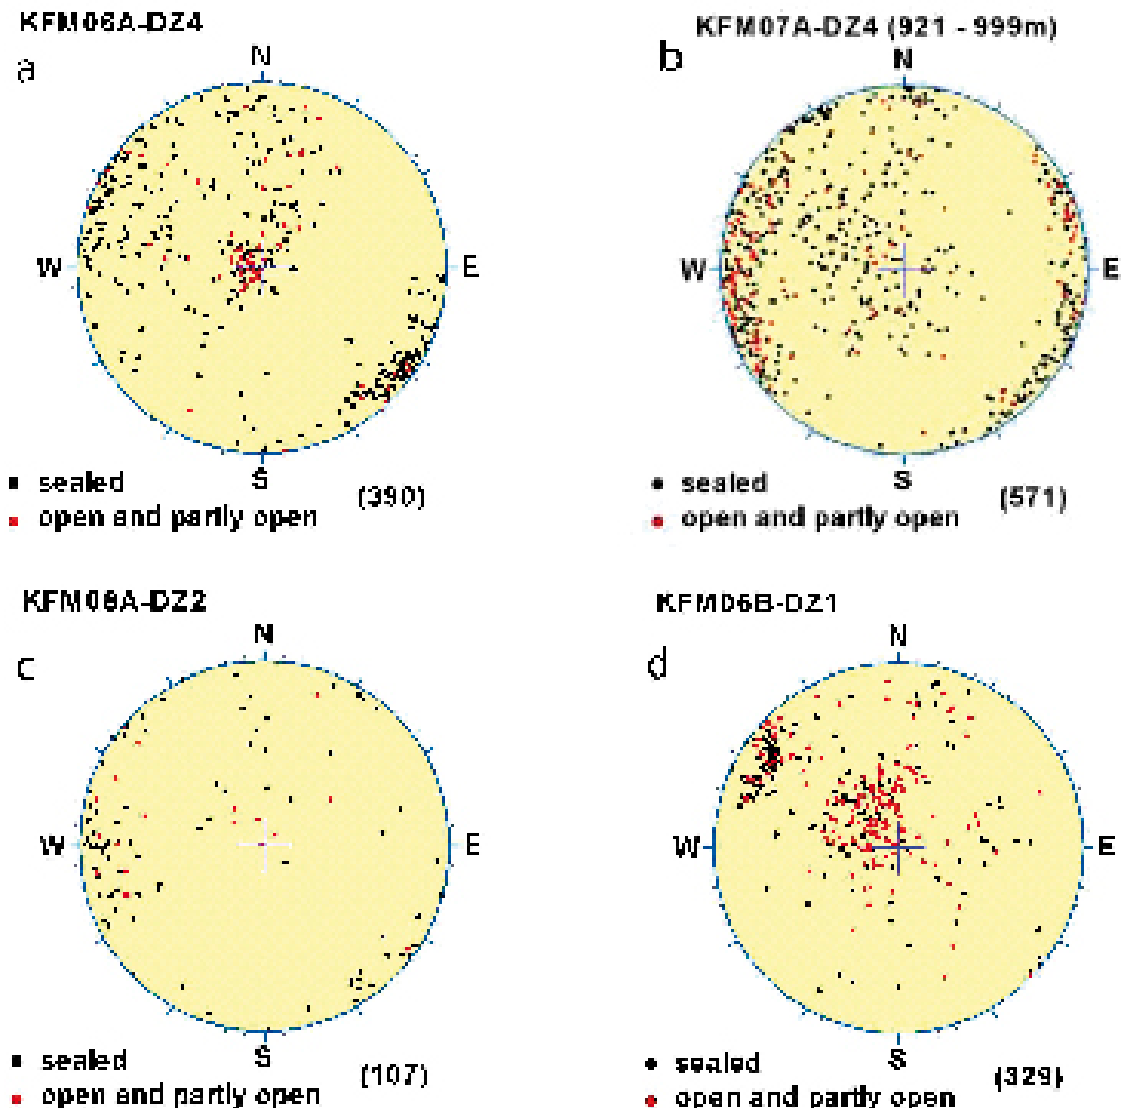 KFM06A-DZ4
a
N
W
E
S
sealed
open and partly open
(390)
KFM07A-DZ4 (921 - 999m)
b
N
W
E
S
sealed
open and partly open
(571)
KFM08A-DZ2
c
N
W
E
S
sealed
open and partly open
(107)
KFM06B-DZ1
d
N
W
E
S
sealed
open and partly open
(329)